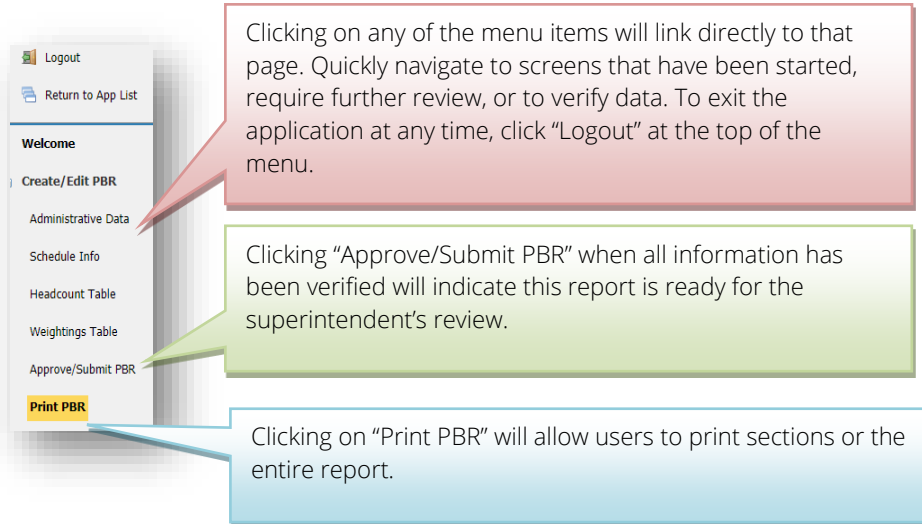 Logout
Return to App List
Welcome
Create/Edit PBR
Administrative Data
Schedule Info
Headcount Table
Weightings Table
Approve/Submit PBR
Print PBR
Clicking on any of the menu items will link directly to that
page. Quickly navigate to screens that have been started,
require further review, or to verify data. To exit the
application at any time, click “Logout” at the top of the
menu.
Clicking “Approve/Submit PBR” when all information has
been verified will indicate this report is ready for the
superintendent’s review.
Clicking on “Print PBR” will allow users to print sections or the
entire report.